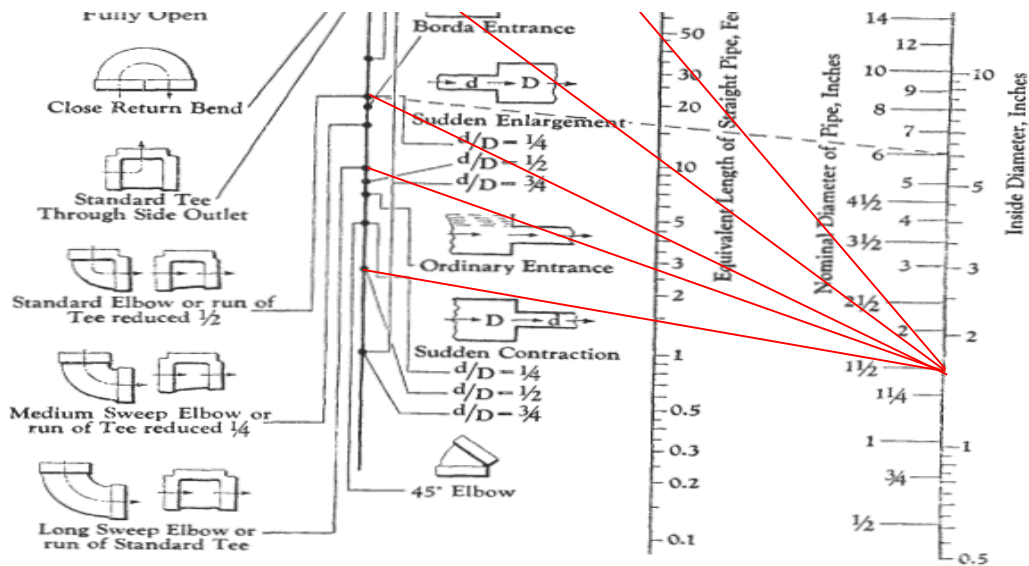 Fully Open
Close Return Bend
Standard Tee
Through Side Outlet
Standard Elbow or run of
Tee reduced ½
Medium Sweep Elbow or
run of Tee reduced ¼
Long Sweep Elbow or
run of Standard Tee
Borda Entrance
d D
Sudden Enlargement
d/D = ¼
d/D = ½
d/D = ¾
Ordinary Entrance
D d
Sudden Contraction
d/D = ¼
d/D = ½
d/D = ¾
45° Elbow
50
30
20
10
5
3
2
1
0.5
0.3
0.2
0.1
Equivalent Length of Straight Pipe, Fee
Nominal Diameter of Pipe, Inches
14
12
10
9
8
7
6
5
4½
4
3½
3
2½
2
1½
1¼
1
¾
½
10
5
3
2
1
0.5
Inside Diameter, Inches